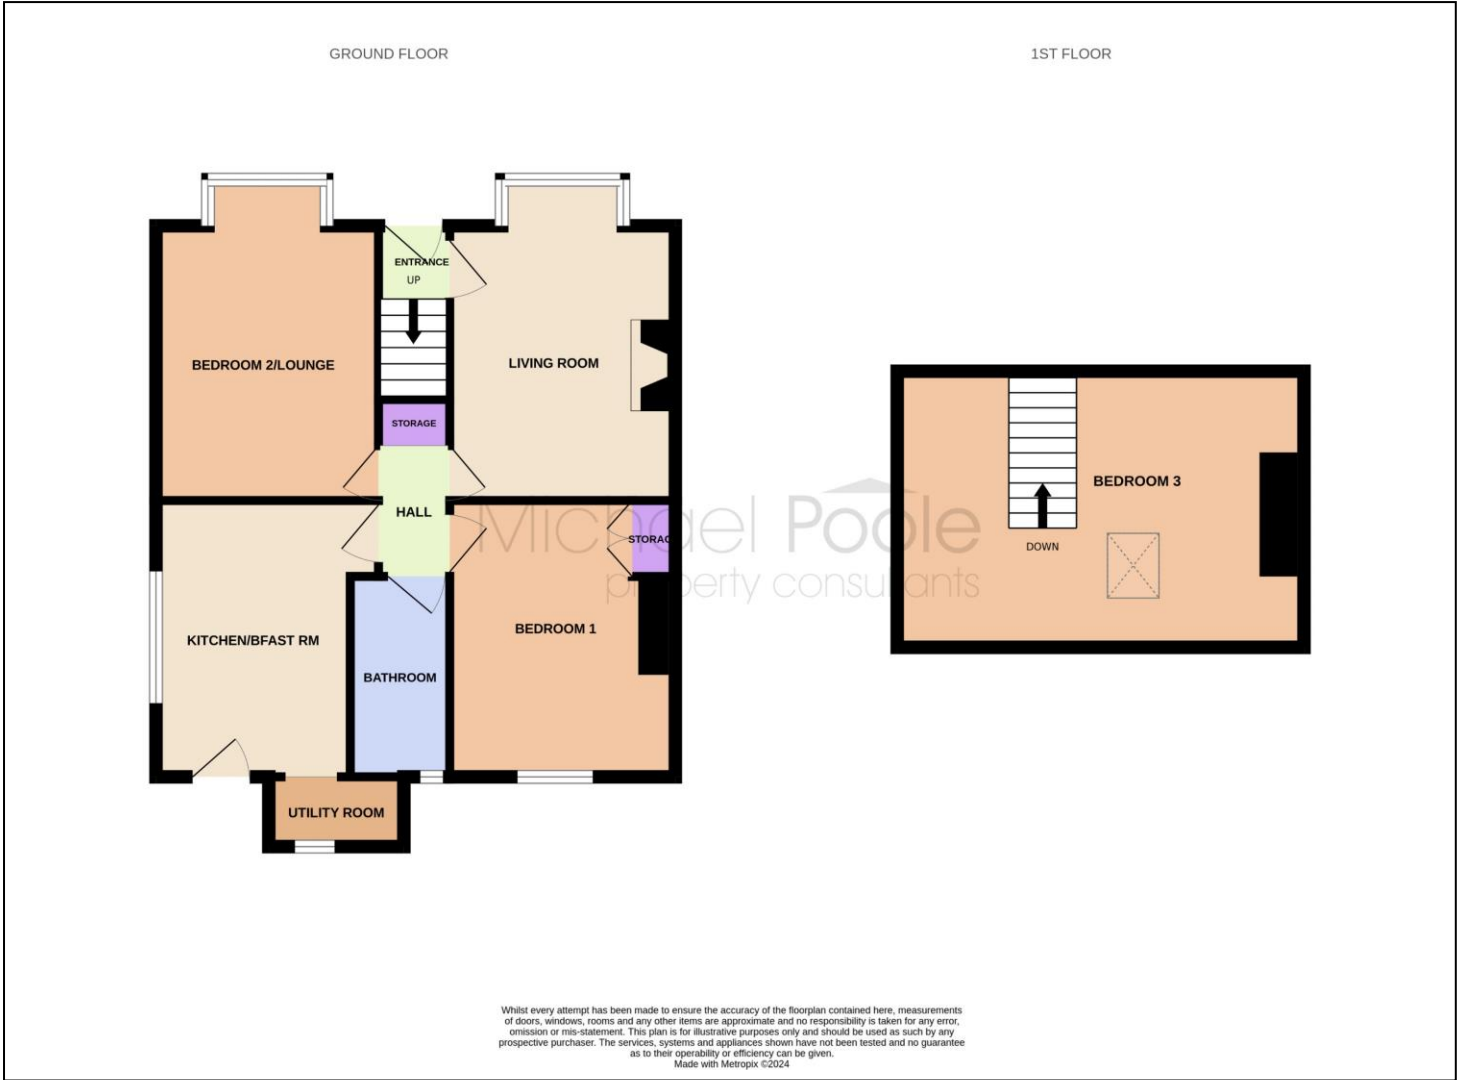 GROUND FLOOR
1ST FLOOR
ENTRANCE
UP
BEDROOM 2/LOUNGE
LIVING ROOM
STORAGE
HALL
STORAG
BEDROOM 3
DOWN
Michael Poole
property consultants
KITCHEN/BFAST RM
BEDROOM 1
BATHROOM
UTILITY ROOM
Whilst every attempt has been made to ensure the accuracy of the floorplan contained here, measurements
of doors, windows, rooms and any other items are approximate and no responsibility is taken for any error,
omission or mis-statement. This plan is for illustrative purposes only and should be used as such by any
prospective purchaser. The services, systems and appliances shown have not been tested and no guarantee
as to their operability or efficiency can be given.
Made with Metropix ©2024